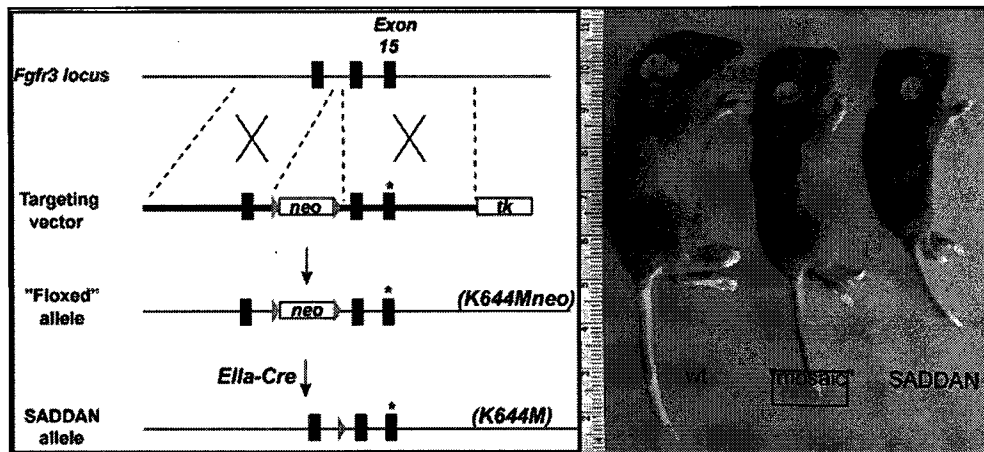 Exon
15
Fgfr3 locus
Targeting
vector
neo
*
tk
"Floxed"
allele
neo
*
(K644Mneo)
EIIa-Cre
SADDAN
allele
*
(K644M)
wt
mosaic
SADDAN